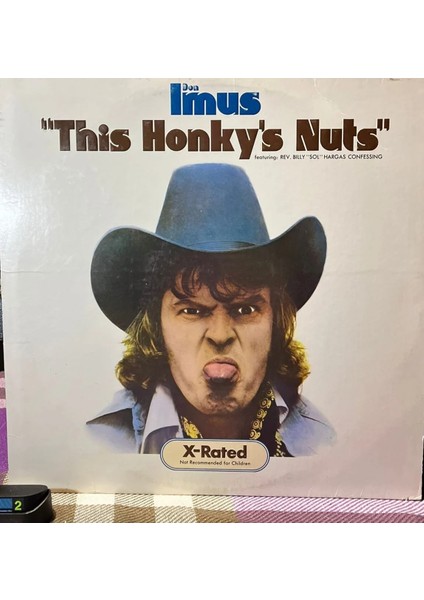 Don
Imus
"This Honky's Nuts"
featuring: REV. BILLY "SOL" HARGAS CONFESSING
X-Rated
Not Recommended for Children
2